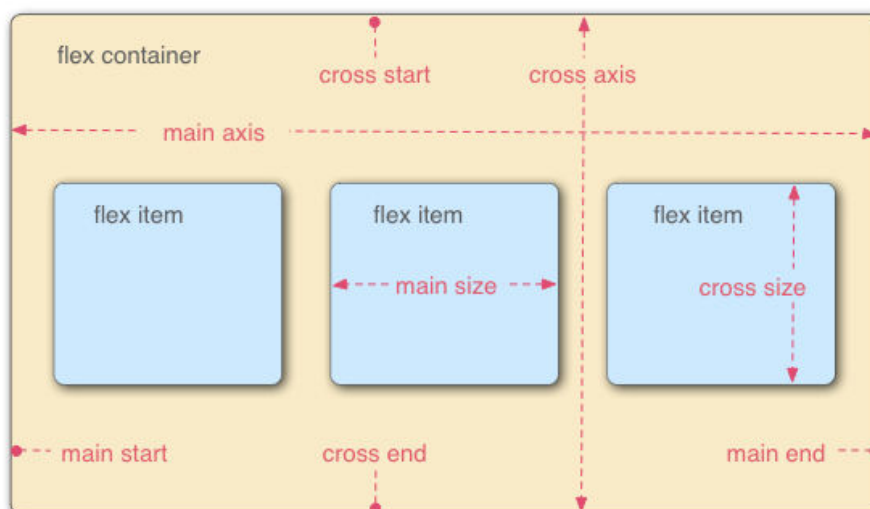 flex container
cross start
cross axis
main axis
flex item
flex item
flex item
main size
cross size
main start
cross end
main end